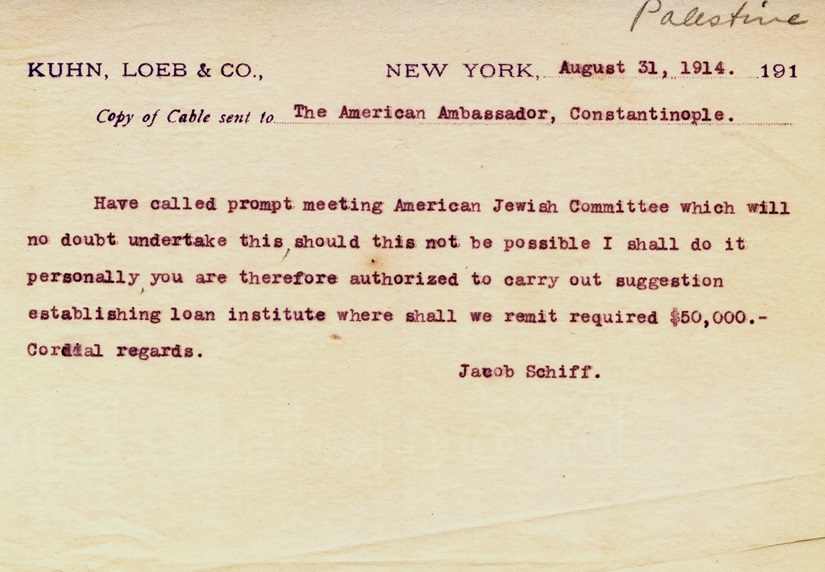 Palestine
KUHN, LOEB & CO., NEW YORK, August 31, 1914. 191
Copy of Cable sent to The American Ambassador, Constantinople.
Have called prompt meeting American Jewish Committee which will
no doubt undertake this, should this not be possible I shall do it
personally, you are therefore authorized to carry out suggestion
establishing loan institute where shall we remit required $50,000.-
Cordial regards.
Jacob Schiff.